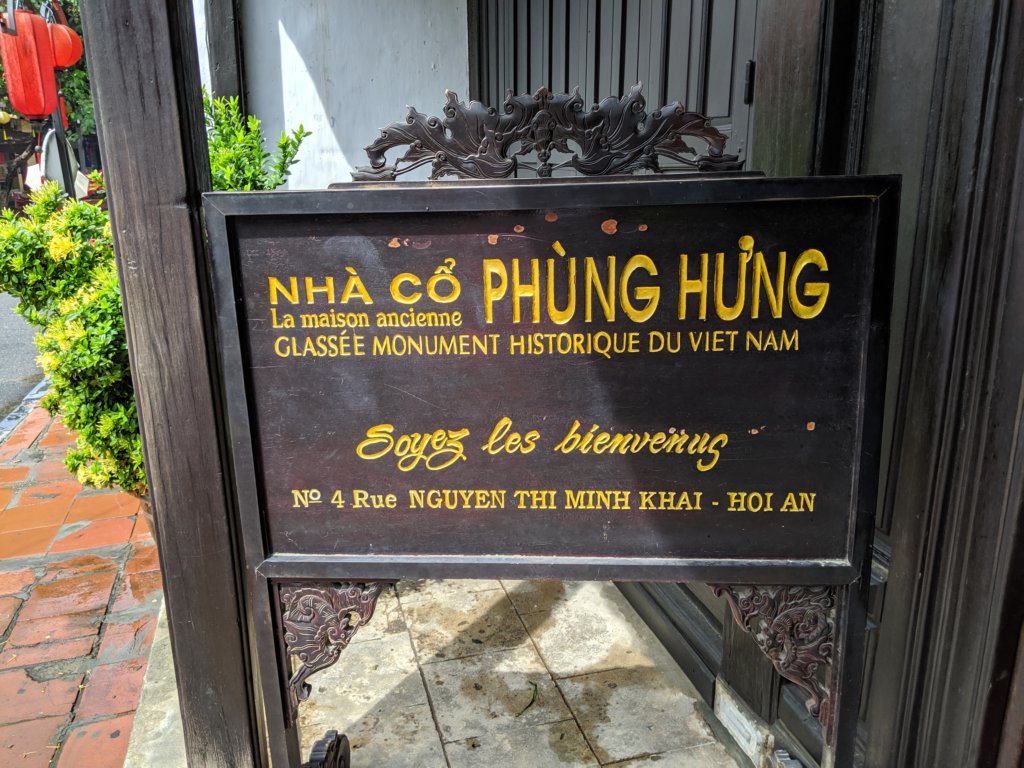 NHÀ CỔ PHÙNG HƯNG
La maison ancienne
GLASSÉE MONUMENT HISTORIQUE DU VIET NAM
Soyez les bienvenus
Nº 4 Rue NGUYEN THI MINH KHAI - HOI AN